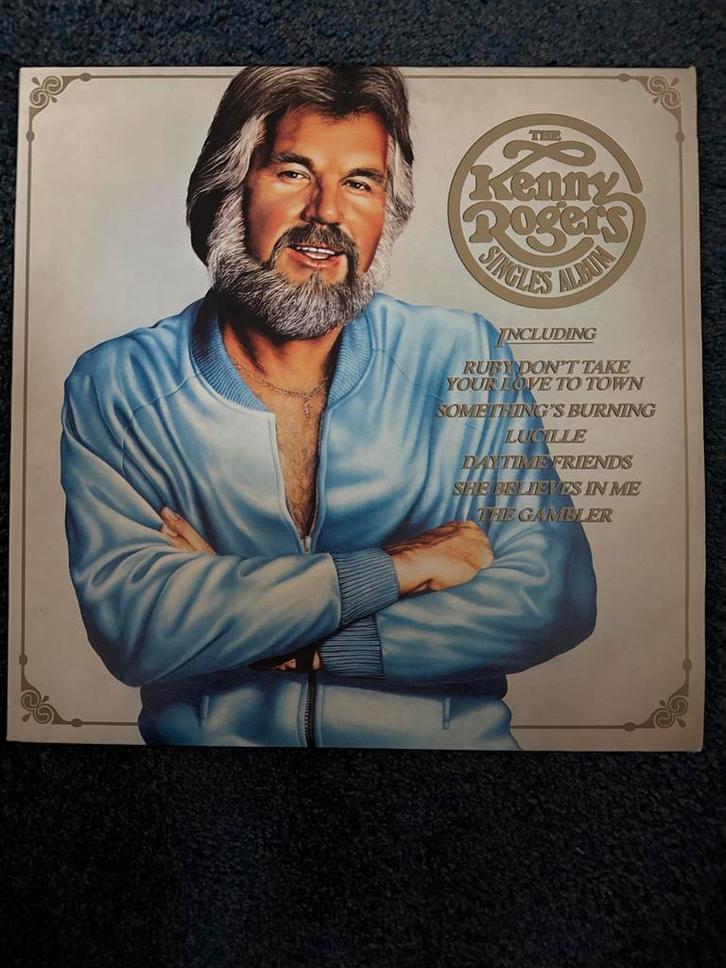 THE
Kenny
Rogers
SINGLES ALBUM
INCLUDING
RUBY DON'T TAKE
YOUR LOVE TO TOWN
SOMETHING'S BURNING
LUCILLE
DAYTIME FRIENDS
SHE BELIEVES IN ME
THE GAMBLER